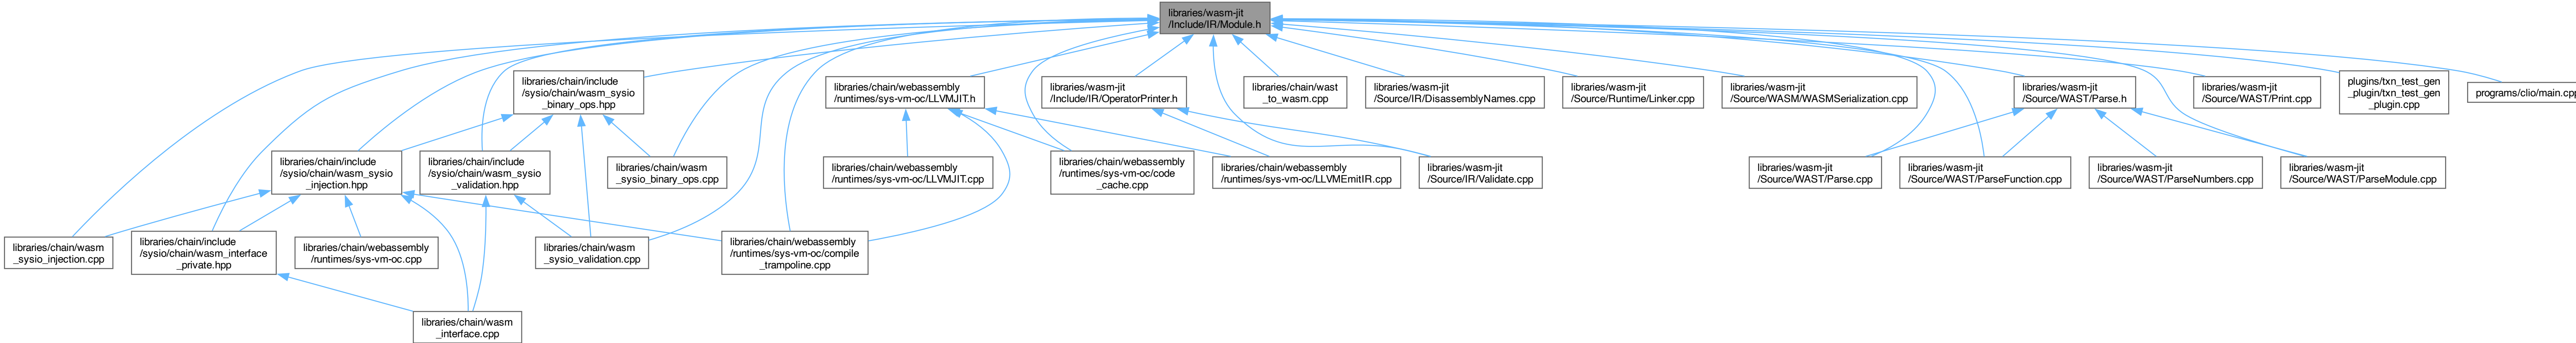 libraries/wasm-jit
/Include/IR/Module.h
libraries/chain/include
/sysio/chain/wasm_sysio
_binary_ops.hpp
libraries/chain/webassembly
/runtimes/sys-vm-oc/LLVMJIT.h
libraries/wasm-jit
/Include/IR/OperatorPrinter.h
libraries/chain/wast
_to_wasm.cpp
libraries/wasm-jit
/Source/IR/DisassemblyNames.cpp
libraries/wasm-jit
/Source/Runtime/Linker.cpp
libraries/wasm-jit
/Source/WASM/WASMSerialization.cpp
libraries/wasm-jit
/Source/WAST/Parse.h
libraries/wasm-jit
/Source/WAST/Print.cpp
plugins/txn_test_gen
_plugin/txn_test_gen
_plugin.cpp
programs/clio/main.cpp
libraries/chain/include
/sysio/chain/wasm_sysio
_injection.hpp
libraries/chain/include
/sysio/chain/wasm_sysio
_validation.hpp
libraries/chain/wasm
_sysio_binary_ops.cpp
libraries/chain/webassembly
/runtimes/sys-vm-oc/LLVMJIT.cpp
libraries/chain/webassembly
/runtimes/sys-vm-oc/code
_cache.cpp
libraries/chain/webassembly
/runtimes/sys-vm-oc/LLVMEmitIR.cpp
libraries/wasm-jit
/Source/IR/Validate.cpp
libraries/wasm-jit
/Source/WAST/Parse.cpp
libraries/wasm-jit
/Source/WAST/ParseFunction.cpp
libraries/wasm-jit
/Source/WAST/ParseNumbers.cpp
libraries/wasm-jit
/Source/WAST/ParseModule.cpp
libraries/chain/wasm
_sysio_injection.cpp
libraries/chain/include
/sysio/chain/wasm_interface
_private.hpp
libraries/chain/webassembly
/runtimes/sys-vm-oc.cpp
libraries/chain/wasm
_sysio_validation.cpp
libraries/chain/webassembly
/runtimes/sys-vm-oc/compile
_trampoline.cpp
libraries/chain/wasm
_interface.cpp